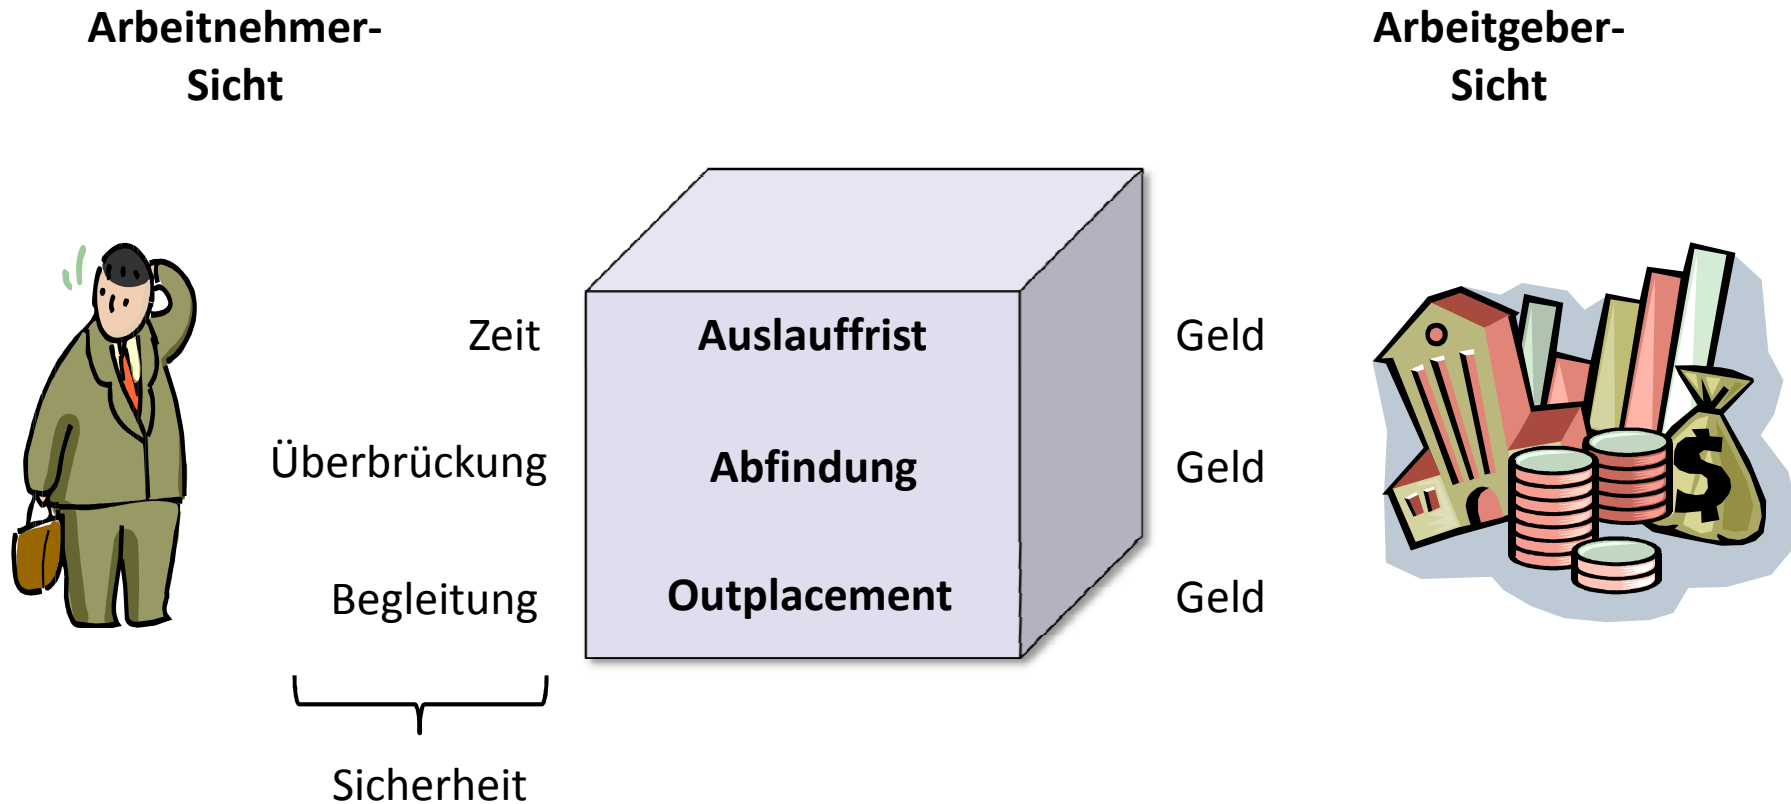 Arbeitnehmer-
Sicht
Arbeitgeber-
Sicht
Zeit
Auslauffrist
Geld
Überbrückung
Abfindung
Geld
Begleitung
Outplacement
Geld
$
Sicherheit